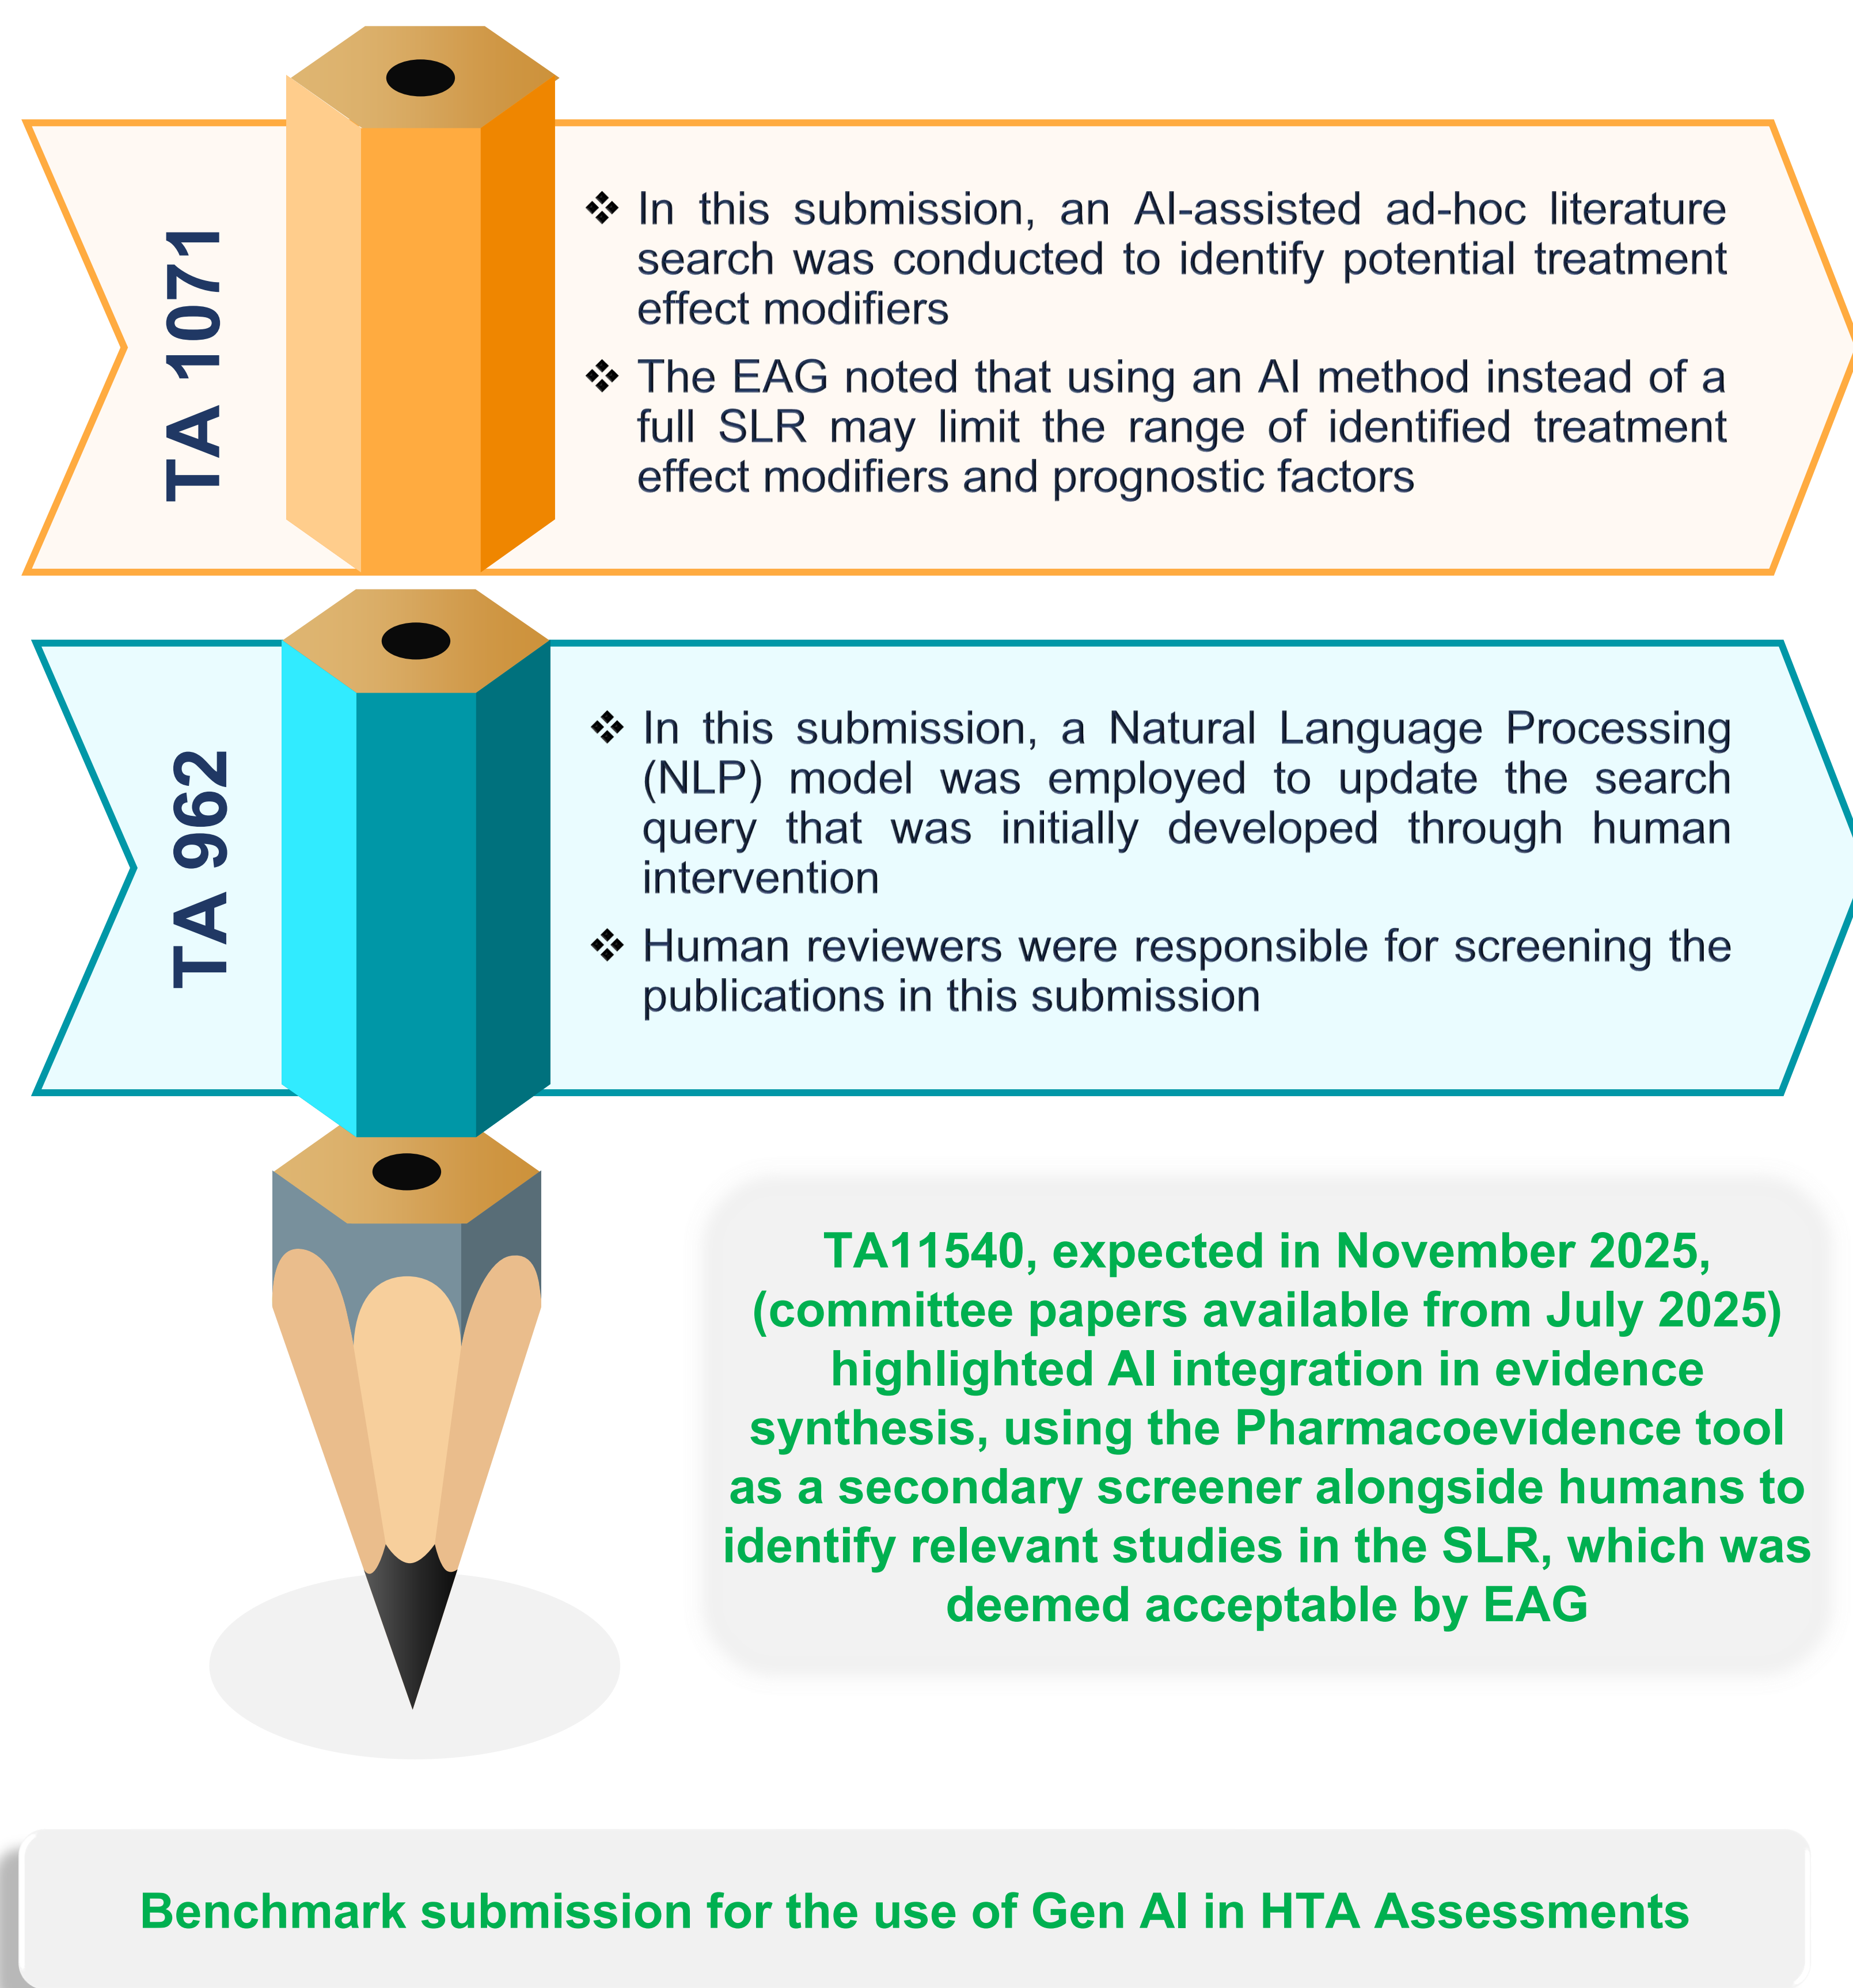 TA 1071
❖ In this submission, an AI-assisted ad-hoc literature
search was conducted to identify potential treatment
effect modifiers
❖ The EAG noted that using an AI method instead of a
full SLR may limit the range of identified treatment
effect modifiers and prognostic factors
TA 962
❖ In this submission, a Natural Language Processing
(NLP) model was employed to update the search
query that was initially developed through human
intervention
❖ Human reviewers were responsible for screening the
publications in this submission
TA11540, expected in November 2025,
(committee papers available from July 2025)
highlighted AI integration in evidence
synthesis, using the Pharmacoevidence tool
as a secondary screener alongside humans to
identify relevant studies in the SLR, which was
deemed acceptable by EAG
Benchmark submission for the use of Gen AI in HTA Assessments